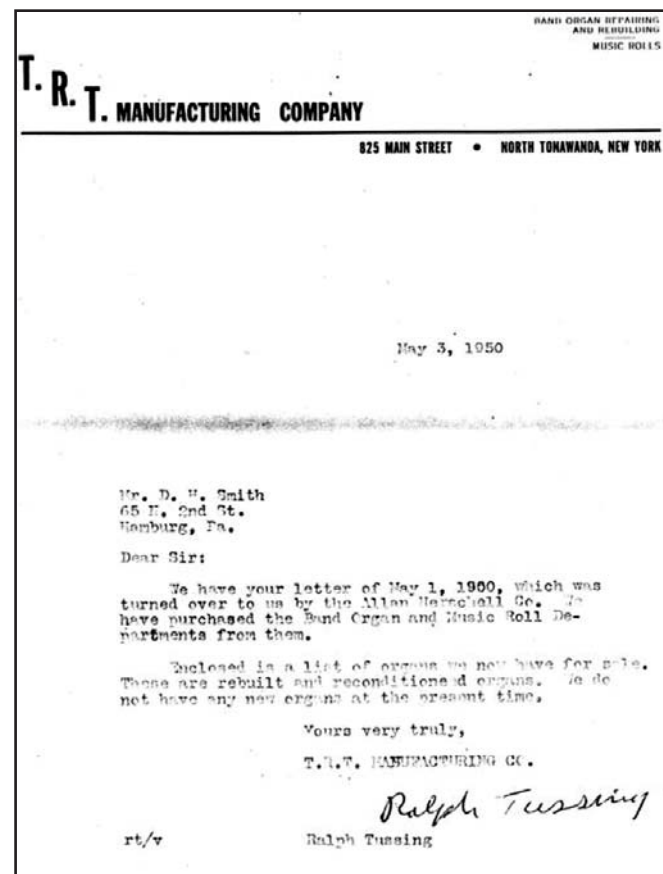 BAND ORGAN REPAIRING
AND REBUILDING
MUSIC ROLLS
T. R. T. MANUFACTURING COMPANY
825 MAIN STREET • NORTH TONAWANDA, NEW YORK
May 3, 1950
Mr. D. H. Smith
65 N. 2nd St.
Hamburg, Pa.
Dear Sir:
We have your letter of May 1, 1950, which was
turned over to us by the Allan Herschell Co. We
have purchased the Band Organ and Music Roll De-
partments from them.
Enclosed is a list of organs we now have for sale.
These are rebuilt and reconditioned organs. We do
not have any new organs at the present time.
Yours very truly,
T.R.T. MANUFACTURING CO.
Ralph Tussing
rt/v Ralph Tussing